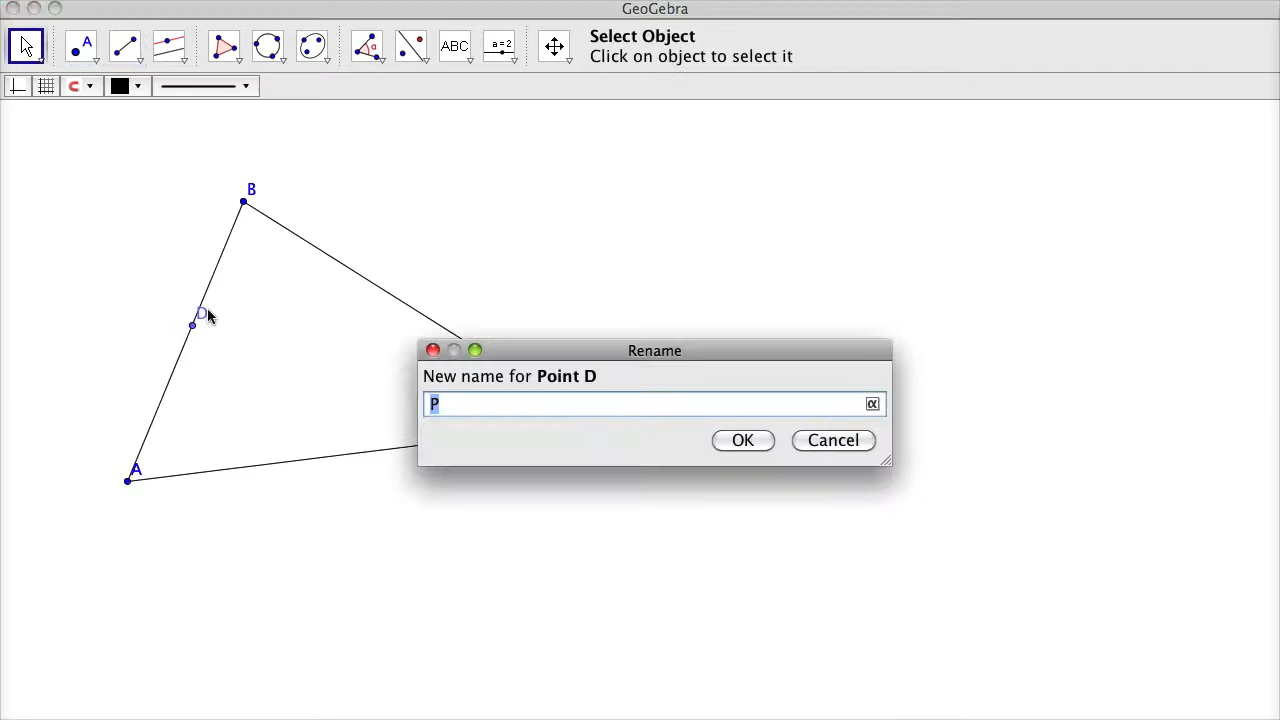 GeoGebra
A
α
ABC
a=2
Select Object
Click on object to select it
B
D
Rename
New name for Point D
P
α
OK
Cancel
A